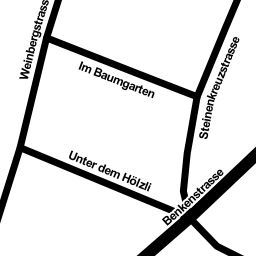 Weinbergstrasse
Im Baumgarten
Steinenkreuzstrasse
Unter dem Hölzli
Benkenstrasse